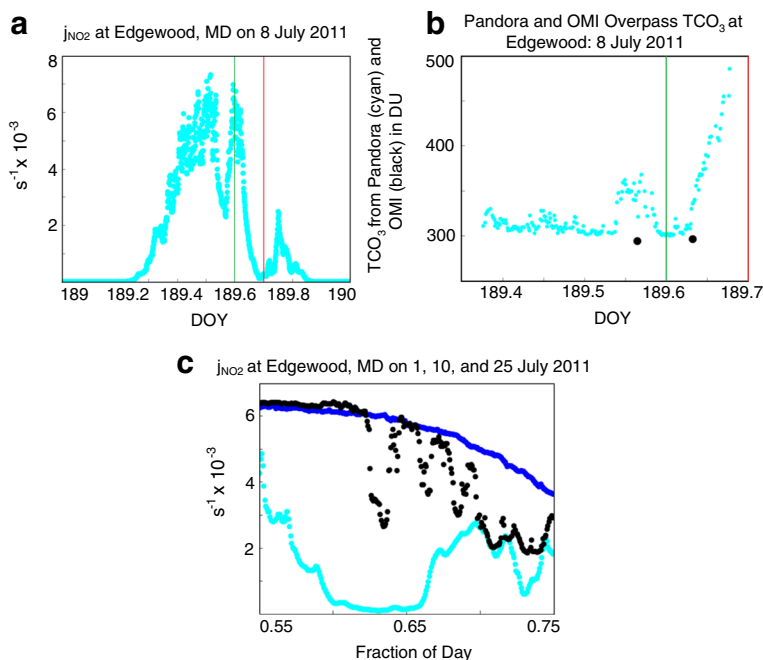 a
jNO2 at Edgewood, MD on 8 July 2011
8
6
4
2
s-1 x 10-3
189
189.2
189.4
189.6
189.8
190
DOY
b
Pandora and OMI Overpass TCO3 at
Edgewood: 8 July 2011
TCO3 from Pandora (cyan) and
OMI (black) in DU
500
450
400
350
300
189.4
189.5
189.6
189.7
DOY
c
jNO2 at Edgewood, MD on 1, 10, and 25 July 2011
6
4
2
s-1 x 10-3
0.55
0.65
0.75
Fraction of Day